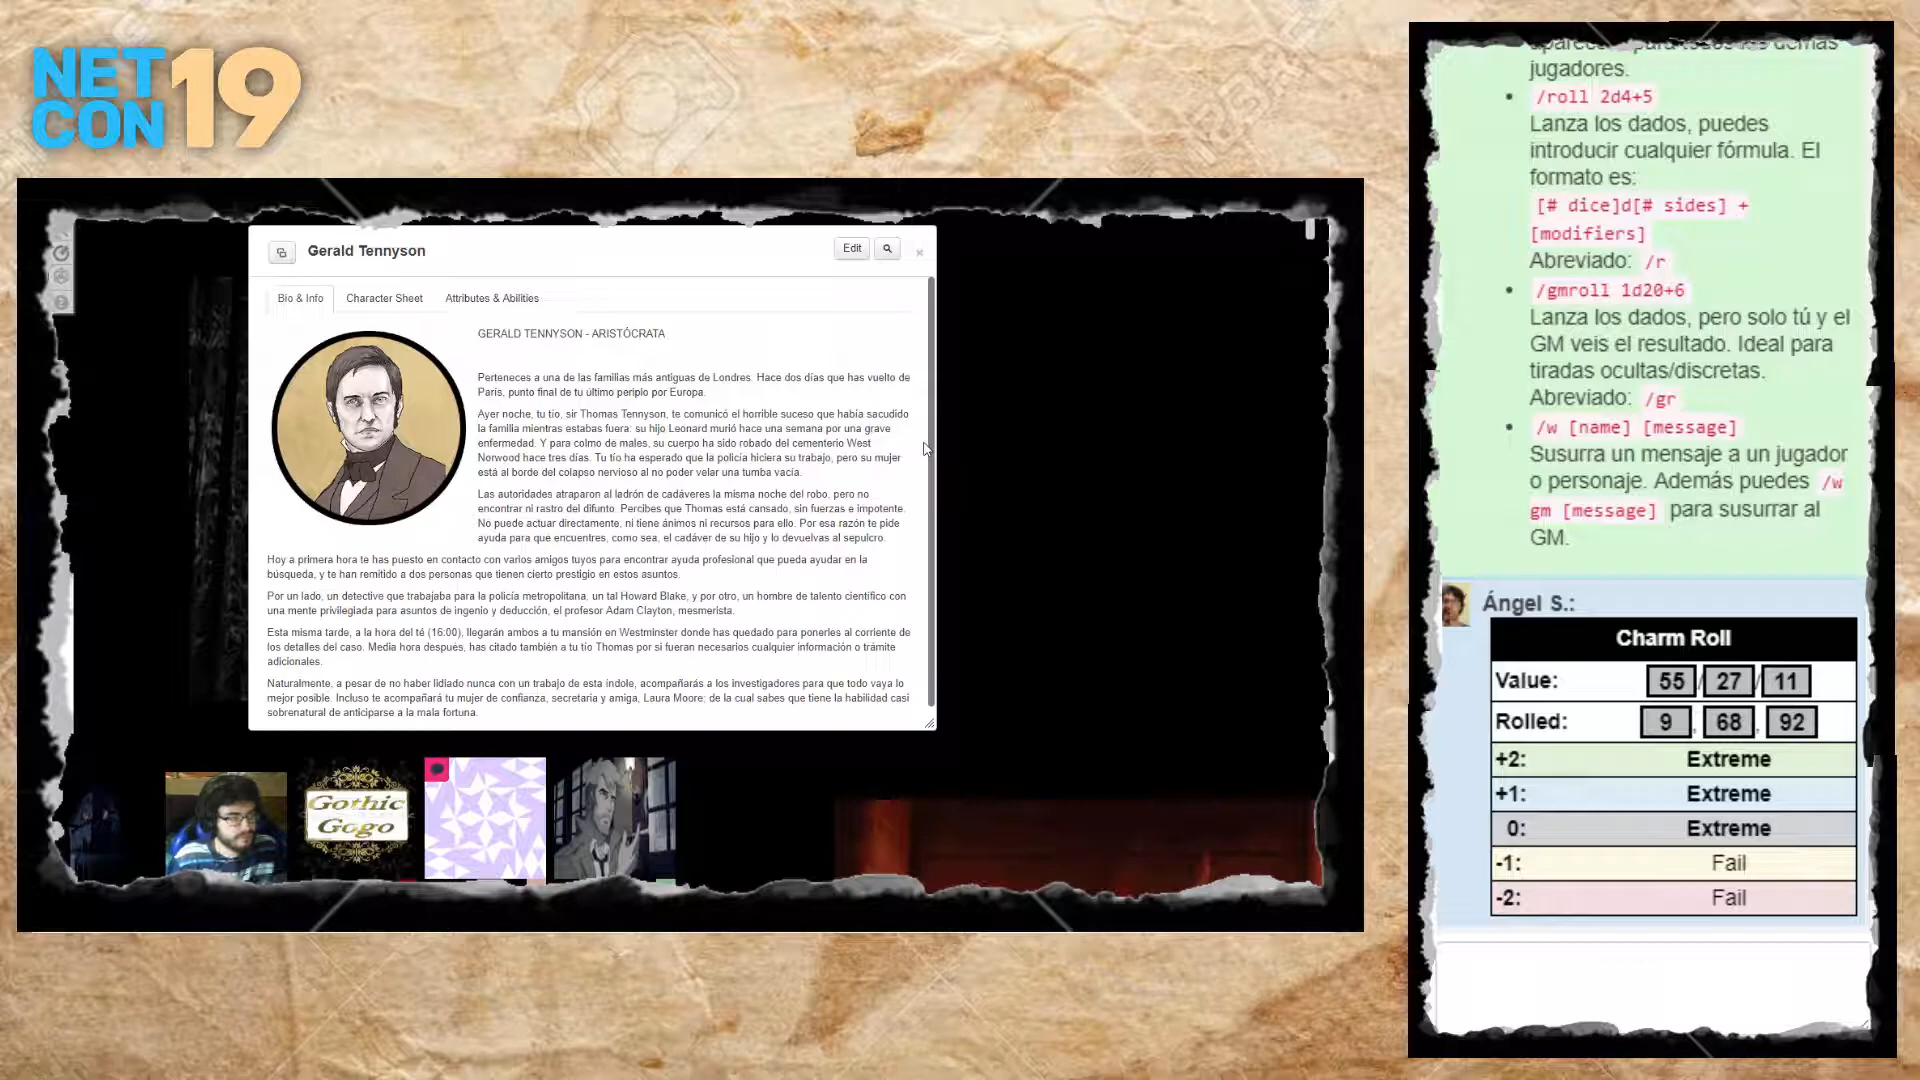 NET
CON
19
Gerald Tennyson
Edit
Bio & Info
Character Sheet
Attributes & Abilities
GERALD TENNYSON - ARISTÓCRATA
Perteneces a una de las familias más antiguas de Londres. Hace dos días que has vuelto de
París, punto final de tu último periplo por Europa.
Ayer noche, tu tío, sir Thomas Tennyson, te comunicó el horrible suceso que había sacudido
la familia mientras estabas fuera: su hijo Leonard murió hace una semana por una grave
enfermedad. Y para colmo de males, su cuerpo ha sido robado del cementerio West
Norwood hace tres días. Tu tío ha esperado que la policía hiciera su trabajo, pero su mujer
está al borde del colapso nervioso al no poder velar una tumba vacía.
Las autoridades atraparon al ladrón de cadáveres la misma noche del robo, pero no
encontrar ni rastro del difunto. Percibes que Thomas está cansado, sin fuerzas e impotente.
No puede actuar directamente, ni tiene ánimos ni recursos para ello. Por esa razón te pide
ayuda para que encuentres, como sea, el cadáver de su hijo y lo devuelvas al sepulcro.
Hoy a primera hora te has puesto en contacto con varios amigos tuyos para encontrar ayuda profesional que pueda ayudar en la
búsqueda, y te han remitido a dos personas que tienen cierto prestigio en estos asuntos.
Por un lado, un detective que trabajaba para la policía metropolitana, un tal Howard Blake, y por otro, un hombre de talento científico con
una mente privilegiada para asuntos de ingenio y deducción, el profesor Adam Clayton, mesmerista.
Esta misma tarde, a la hora del té (16:00), llegarán ambos a tu mansión en Westminster donde has quedado para ponerles al corriente de
los detalles del caso. Media hora después, has citado también a tu tío Thomas por si fueran necesarios cualquier información o trámite
adicionales.
Naturalmente, a pesar de no haber lidiado nunca con un trabajo de esta índole, acompañarás a los investigadores para que todo vaya lo
mejor posible. Incluso te acompañará tu mujer de confianza, secretaria y amiga, Laura Moore; de la cual sabes que tiene la habilidad casi
sobrenatural de anticiparse a la mala fortuna.
Gothic
Gogo
jugadores.
/roll 2d4+5
Lanza los dados, puedes
introducir cualquier fórmula. El
formato es:
[# dice]d[# sides] +
[modifiers]
Abreviado: /r
/gmroll 1d20+6
Lanza los dados, pero solo tú y el
GM veis el resultado. Ideal para
tiradas ocultas/discretas.
Abreviado: /gr
/w [name] [message]
Susurra un mensaje a un jugador
o personaje. Además puedes /w
gm [message] para susurrar al
GM.
Ángel S.:
Charm Roll
Value: 55 / 27 / 11
Rolled: 9 , 68 , 92
+2: Extreme
+1: Extreme
0: Extreme
-1: Fail
-2: Fail